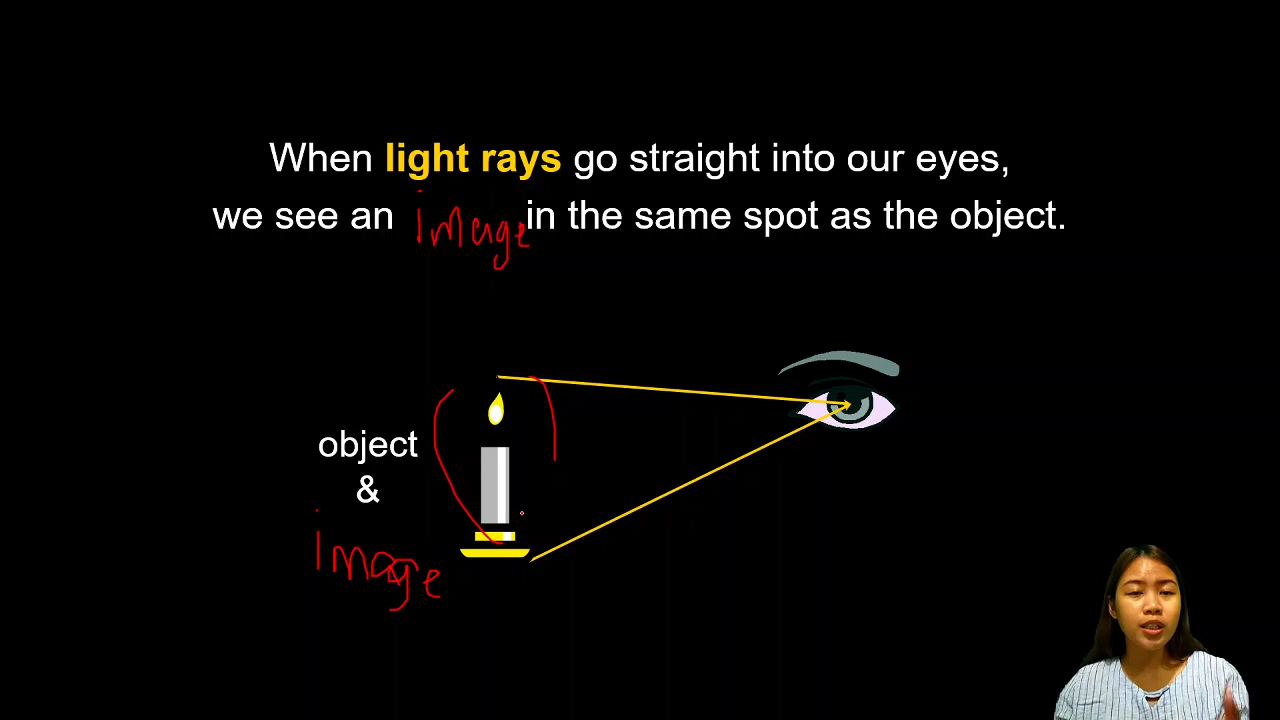 When light rays go straight into our eyes,
we see an image in the same spot as the object.
object
&
image